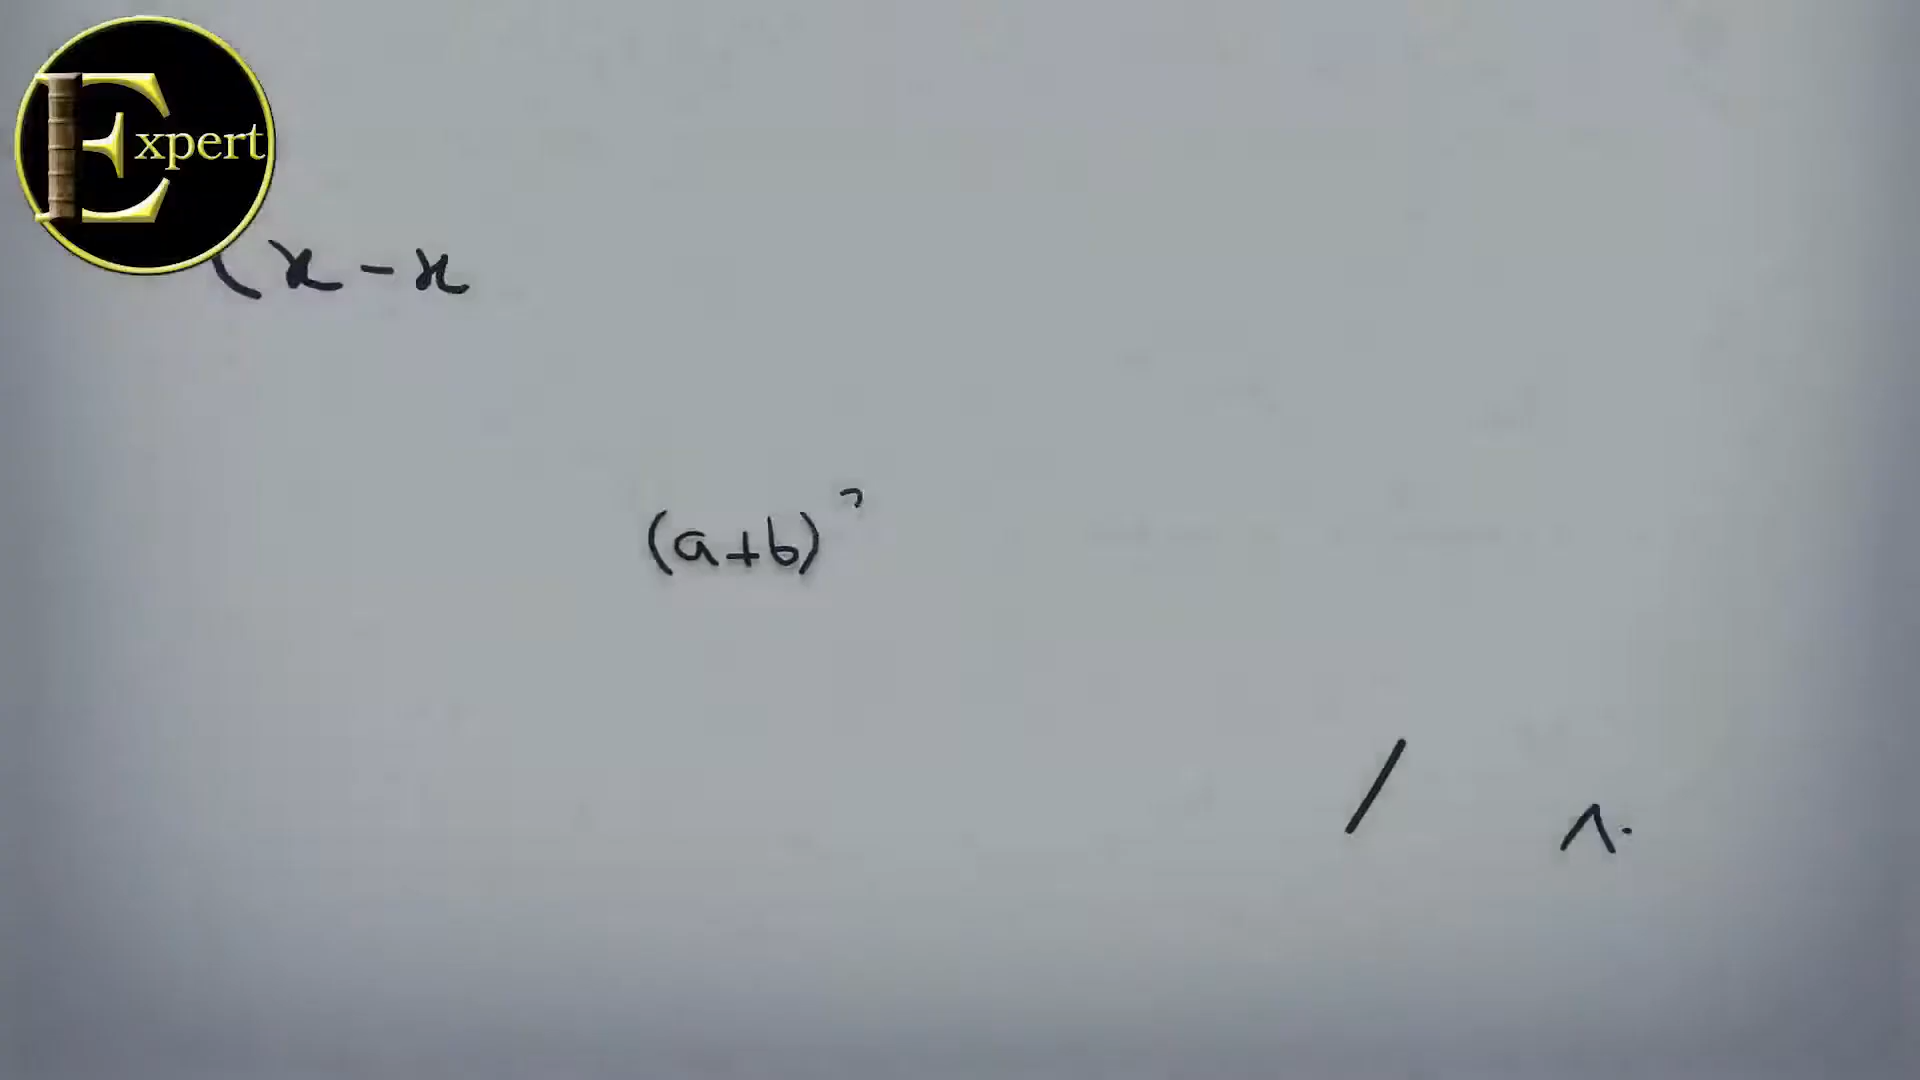 Expert
(x - x
(a+b)²
/ ^.